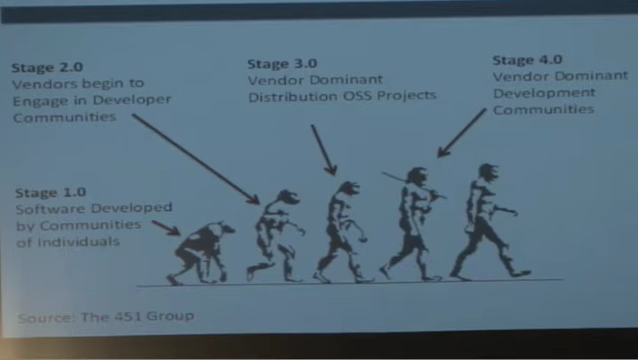 Stage 1.0
Software Developed
by Communities
of Individuals
Stage 2.0
Vendors begin to
Engage in Developer
Communities
Stage 3.0
Vendor Dominant
Distribution OSS Projects
Stage 4.0
Vendor Dominant
Development
Communities
Source: The 451 Group